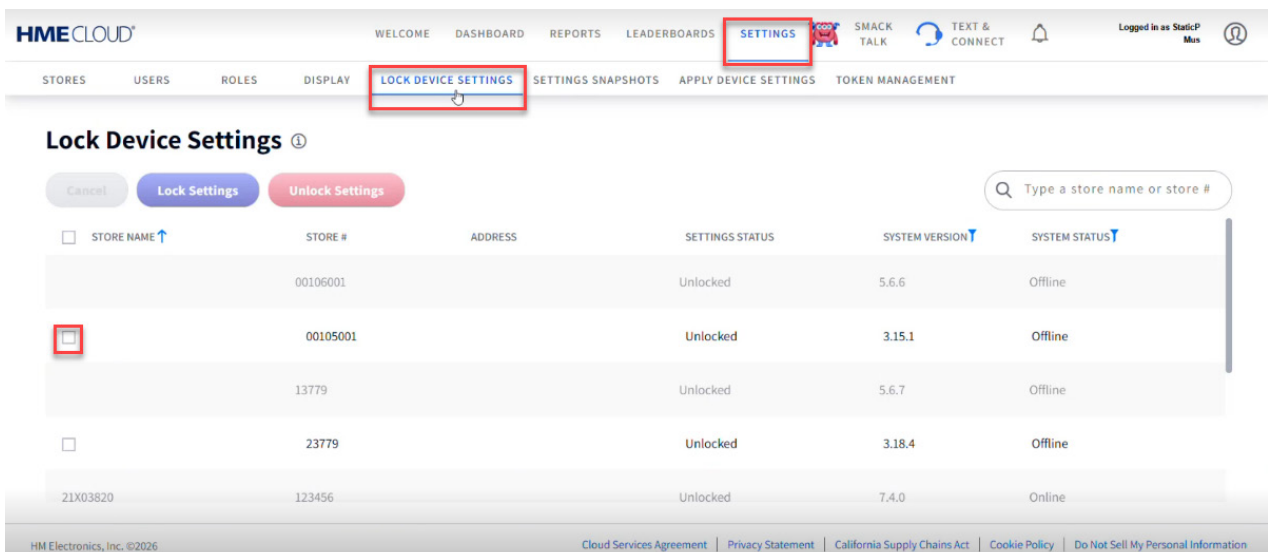 HME CLOUD® WELCOME DASHBOARD REPORTS LEADERBOARDS SETTINGS SMACK TALK TEXT & CONNECT Logged in as StaticP Mus
STORES USERS ROLES DISPLAY LOCK DEVICE SETTINGS SETTINGS SNAPSHOTS APPLY DEVICE SETTINGS TOKEN MANAGEMENT
Lock Device Settings
Cancel Lock Settings Unlock Settings Type a store name or store #
STORE NAME STORE # ADDRESS SETTINGS STATUS SYSTEM VERSION SYSTEM STATUS
00106001 Unlocked 5.6.6 Offline
00105001 Unlocked 3.15.1 Offline
13779 Unlocked 5.6.7 Offline
23779 Unlocked 3.18.4 Offline
21X03820 123456 Unlocked 7.4.0 Online
HM Electronics, Inc. ©2026 Cloud Services Agreement | Privacy Statement | California Supply Chains Act | Cookie Policy | Do Not Sell My Personal Information